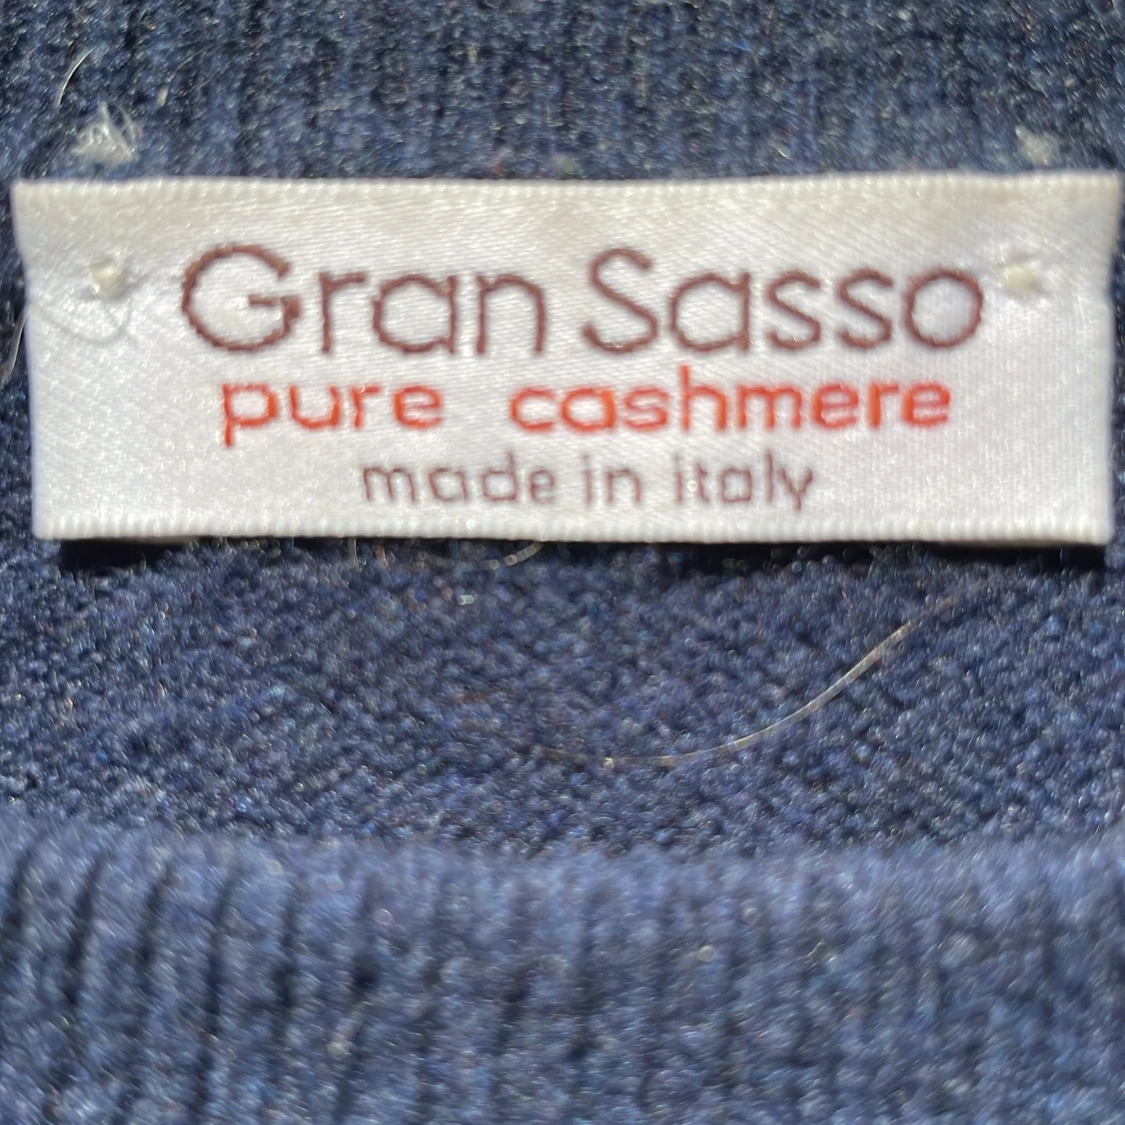 Gran Sasso
pure cashmere
made in italy